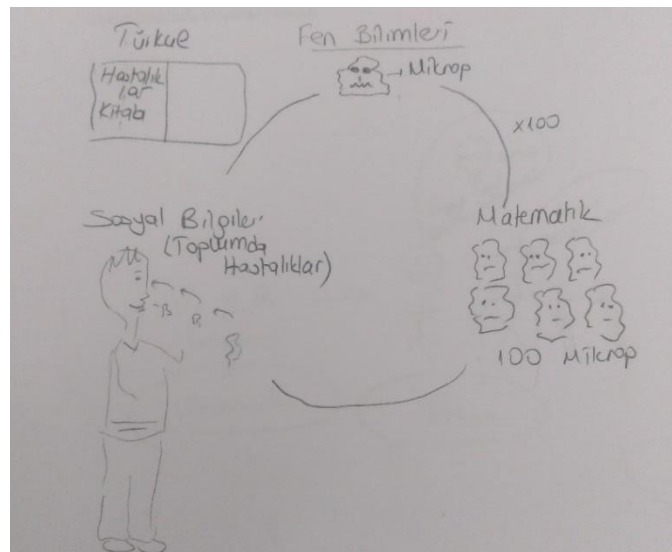 Türkçe
Hastalık
lar
Kitabı
Fen Bilimleri
Mikrop
x100
Matematik
100 Mikrop
Sosyal Bilgiler
(Toplumda
Hastalıklar)